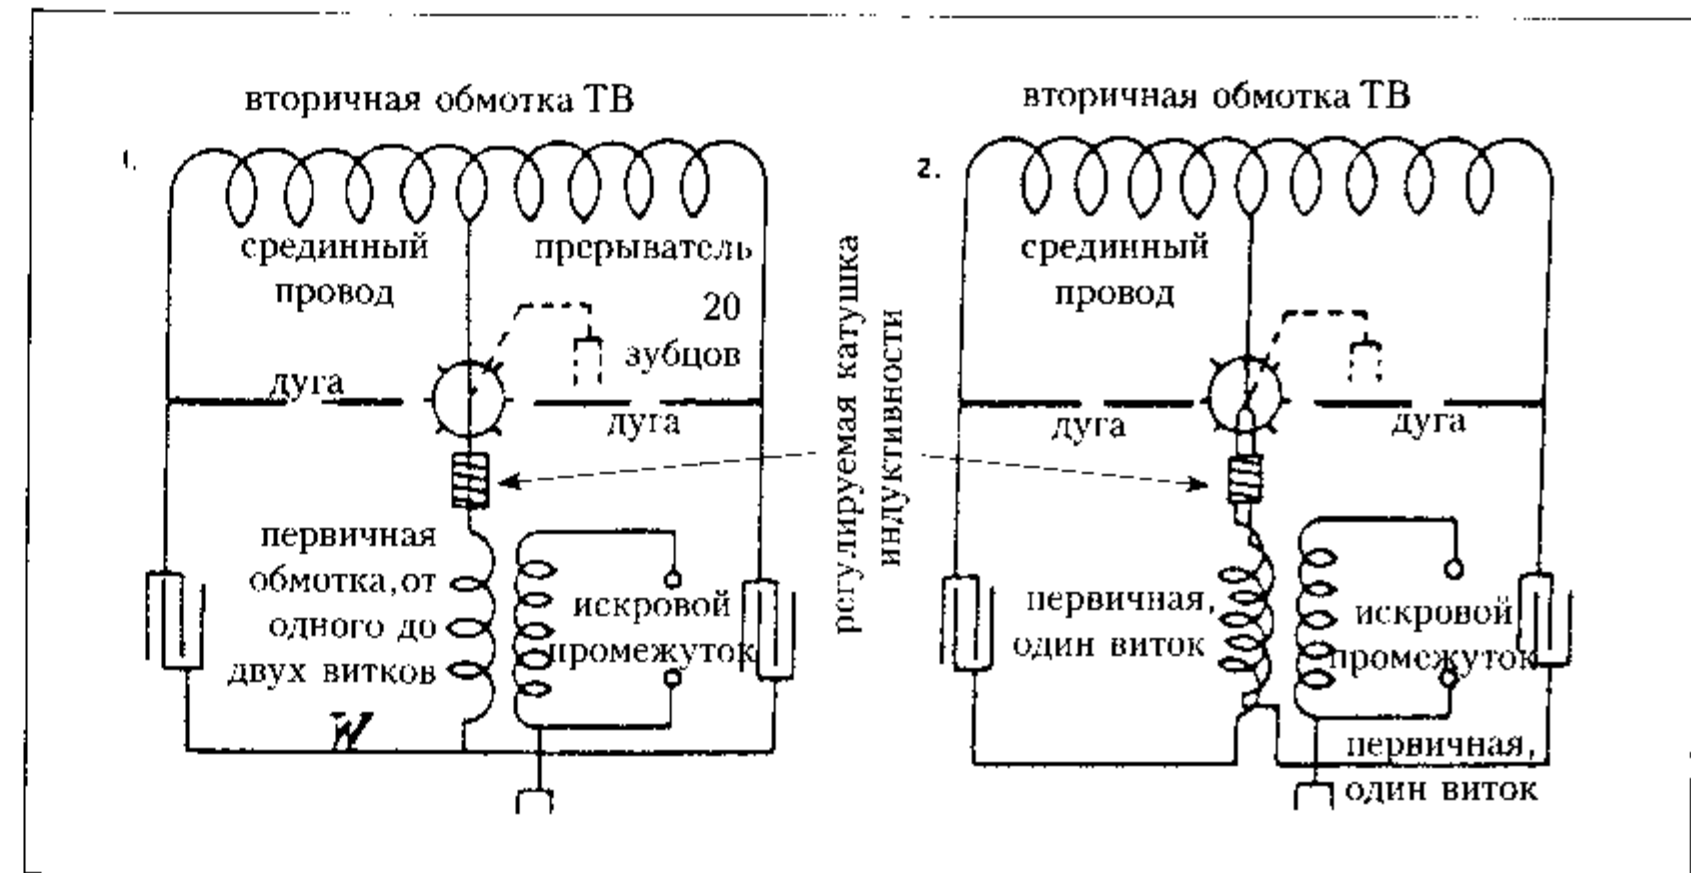 вторичная обмотка ТВ
1.
срединный
провод
прерыватель
20
зубцов
дуга
дуга
первичная
обмотка, от
одного до
двух витков
искровой
промежуток
W
регулируемая катушка
индуктивности
вторичная обмотка ТВ
2.
срединный
провод
дуга
дуга
первичная,
один виток
искровой
промежуток
первичная,
один виток